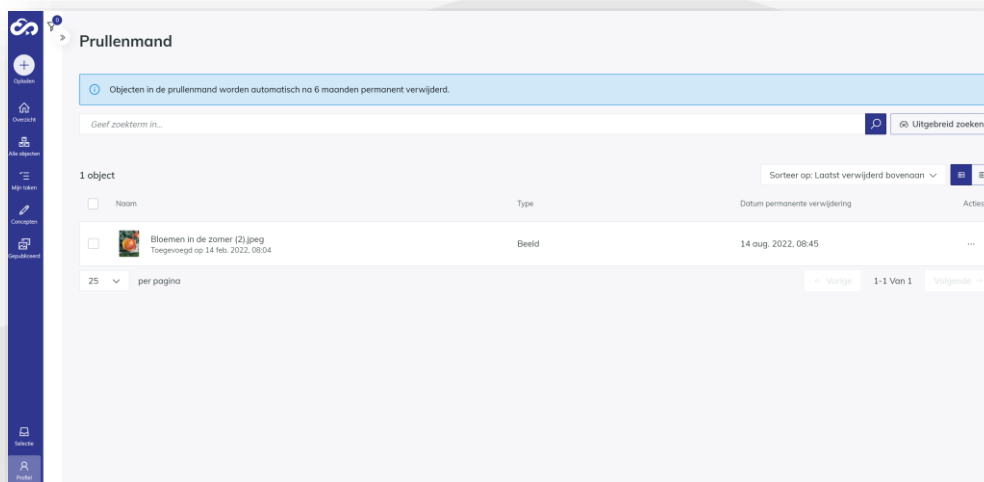 0
Prullenmand
Opladen
Objecten in de prullenmand worden automatisch na 6 maanden permanent verwijderd.
Overzicht
Geef zoekterm in...
Uitgebreid zoeken
Alle objecten
Mijn taken
1 object
Sorteer op: Laatst verwijderd bovenaan
Naam Type Datum permanente verwijdering Acties
Concepten
Gepubliceerd
Bloemen in de zomer (2).jpeg Beeld 14 aug. 2022, 08:45 ...
Toegevoegd op 14 feb. 2022, 08:04
25 per pagina
← Vorige 1-1 Van 1 Volgende →
Selectie
Profiel